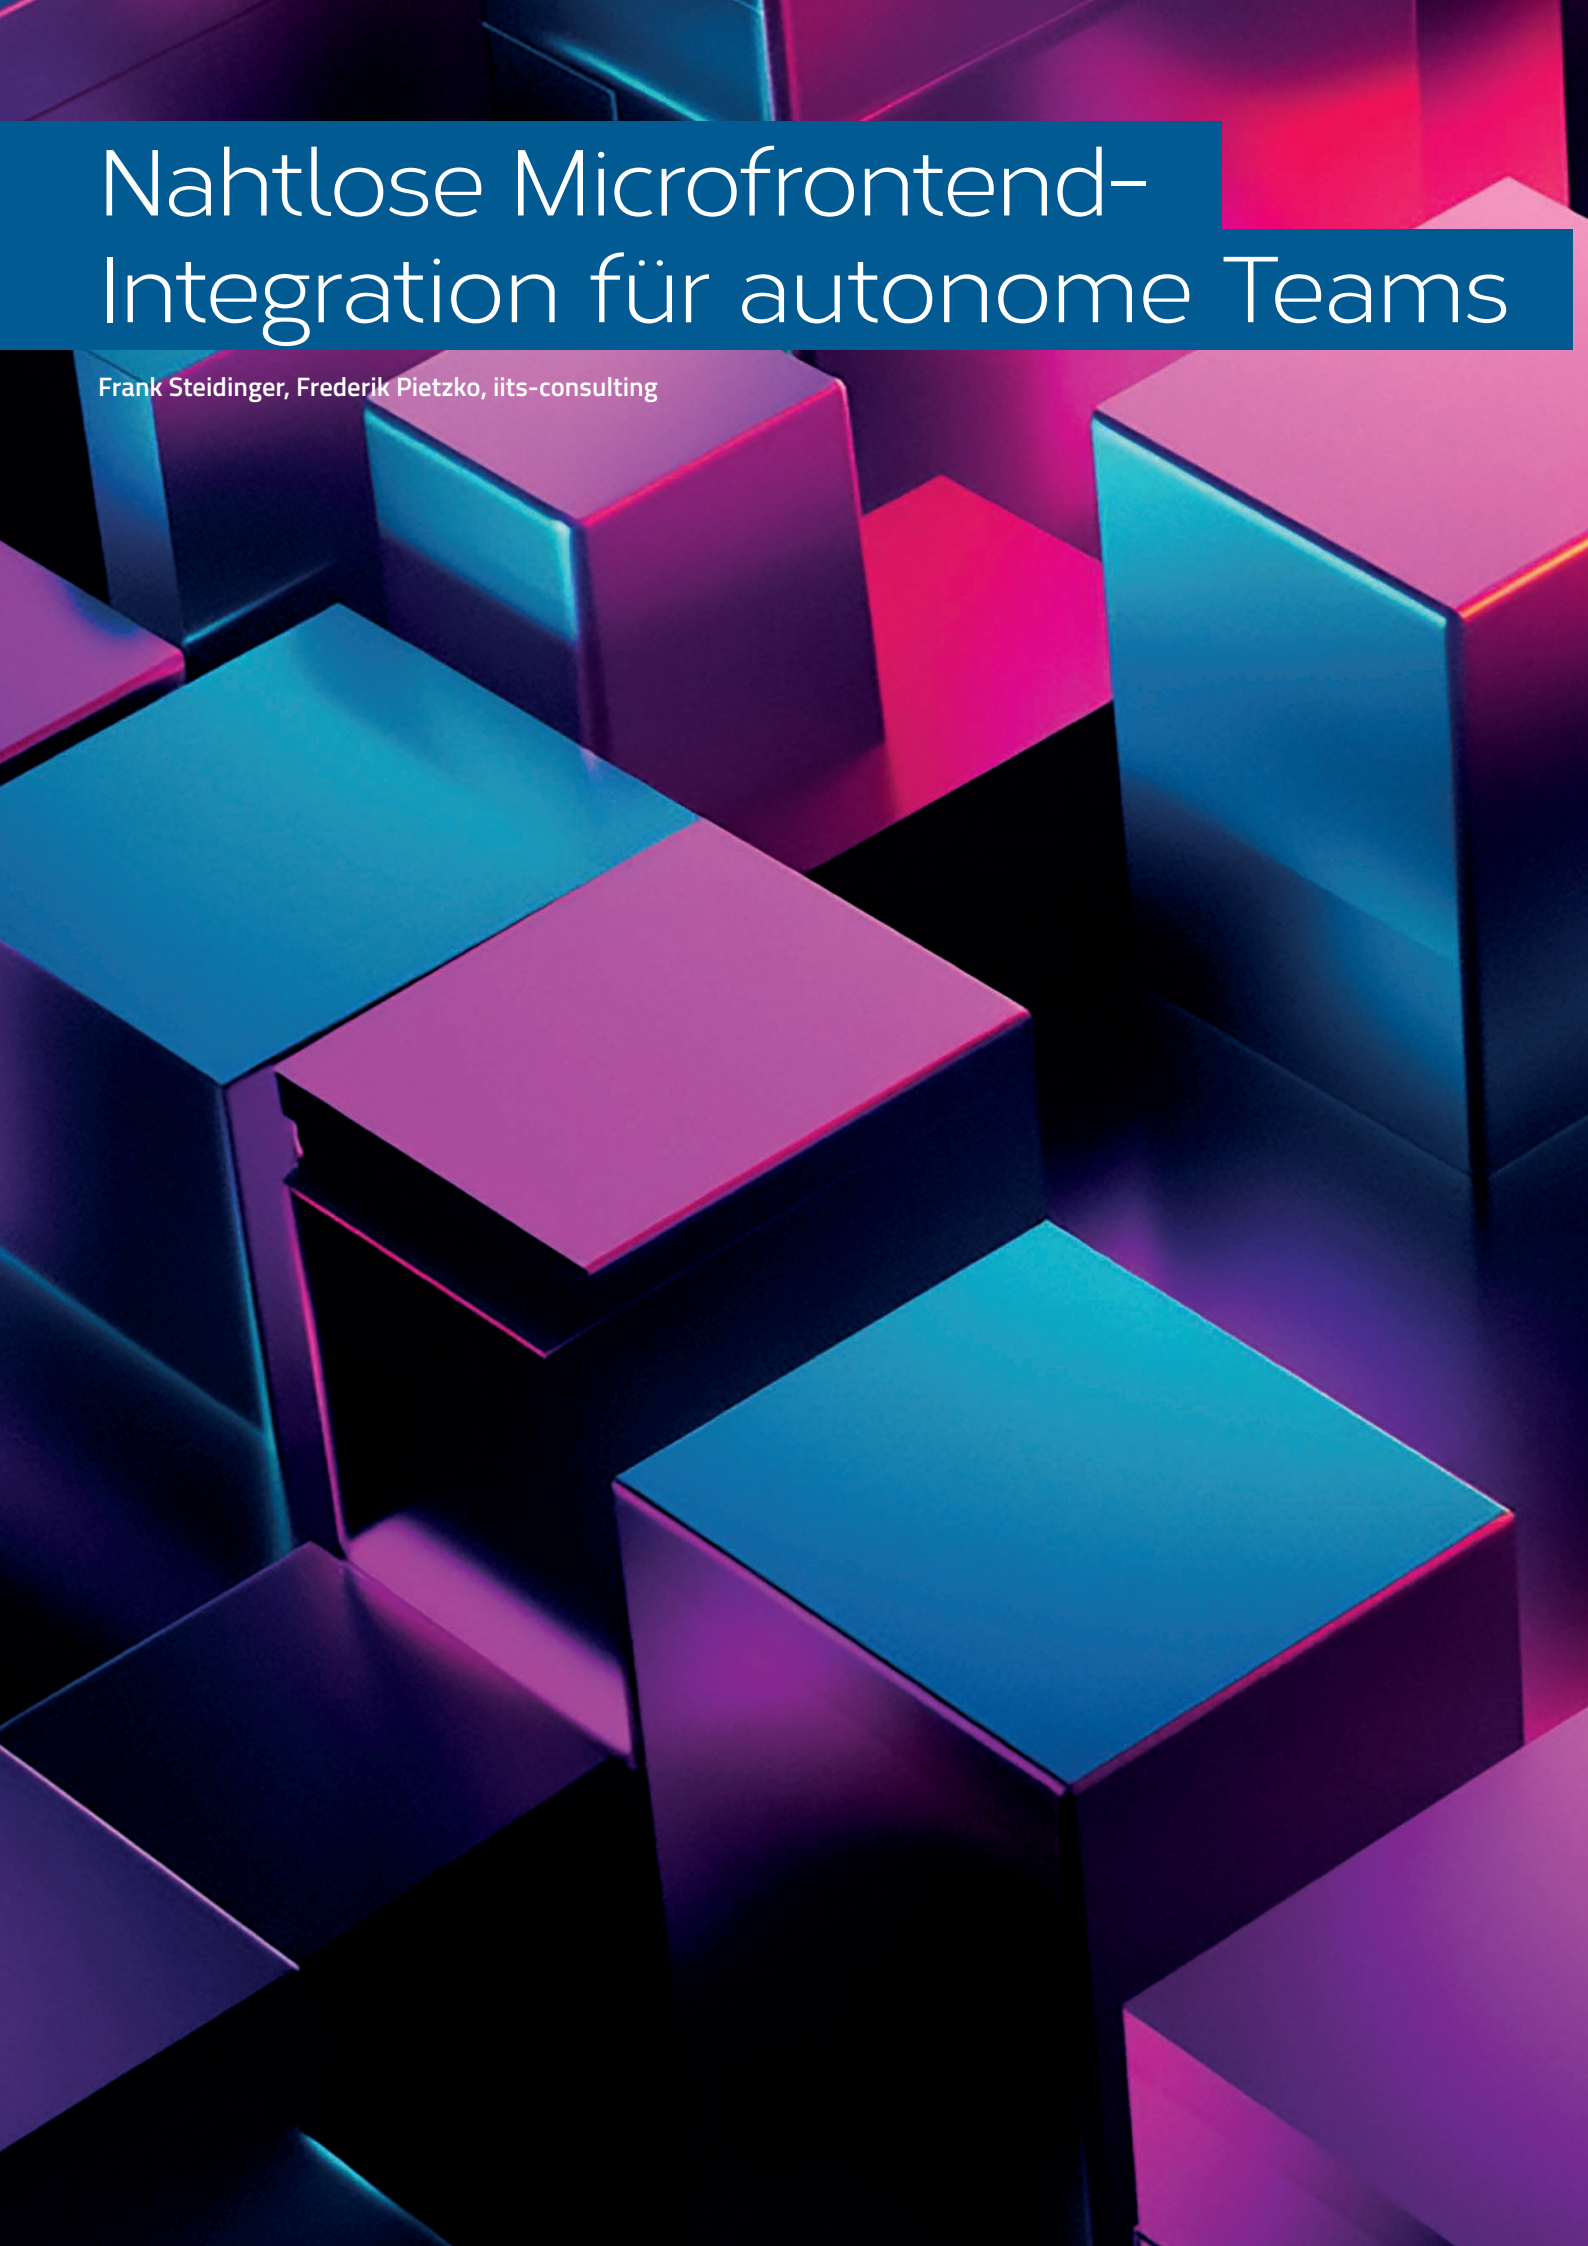 Nahtlose Microfrontend-
Integration für autonome Teams
Frank Steidinger, Frederik Pietzko, iits-consulting